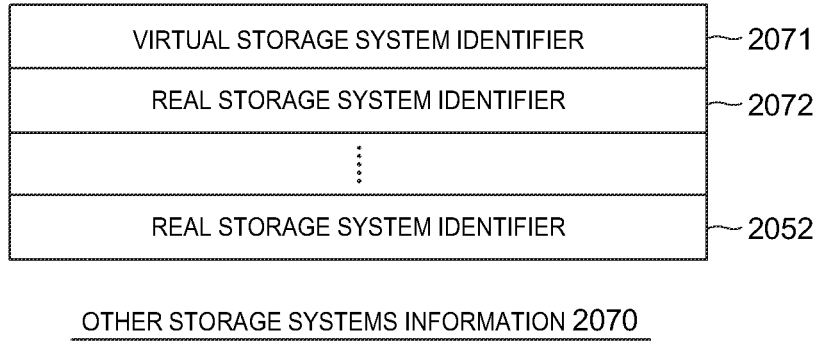 VIRTUAL STORAGE SYSTEM IDENTIFIER 2071
REAL STORAGE SYSTEM IDENTIFIER 2072
REAL STORAGE SYSTEM IDENTIFIER 2052
OTHER STORAGE SYSTEMS INFORMATION 2070